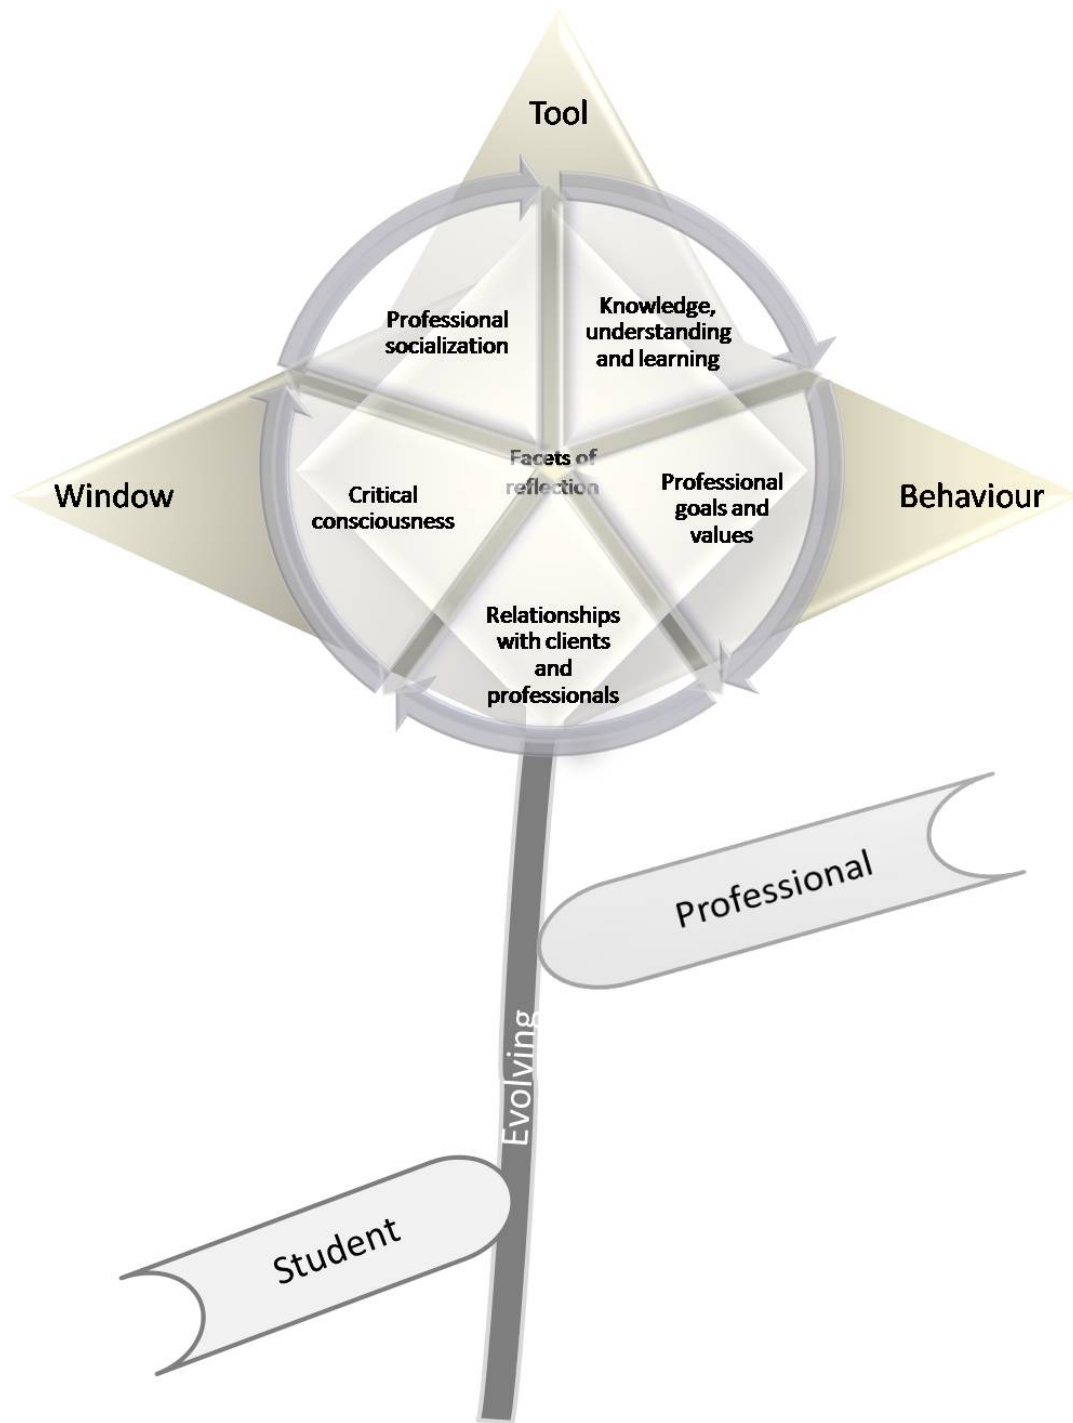 Tool
Professional
socialization
Knowledge,
understanding
and learning
Facets of
reflection
Window
Critical
consciousness
Professional
goals and
values
Behaviour
Relationships
with clients
and
professionals
Professional
Evolving
Student